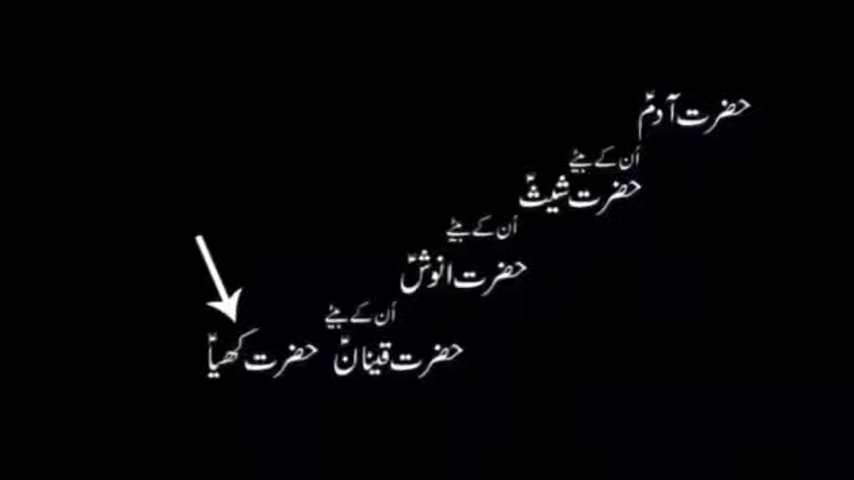 حضرت آدمؑ
اُن کے بیٹے
حضرت شیثؑ
اُن کے بیٹے
حضرت انوشؑ
اُن کے بیٹے
حضرت قینانؑ حضرت کھیاؑ